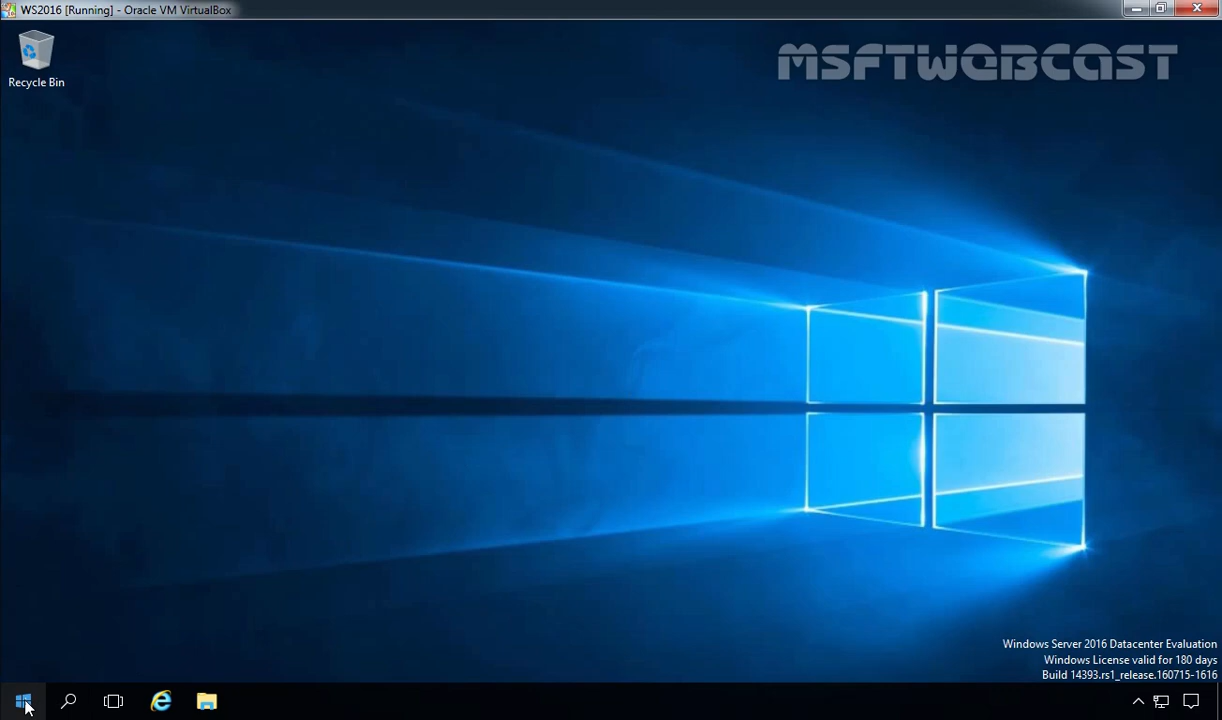 WS2016 [Running] - Oracle VM VirtualBox
MSFTWEBCAST
Recycle Bin
Windows Server 2016 Datacenter Evaluation
Windows License valid for 180 days
Build 14393.rs1_release.160715-1616